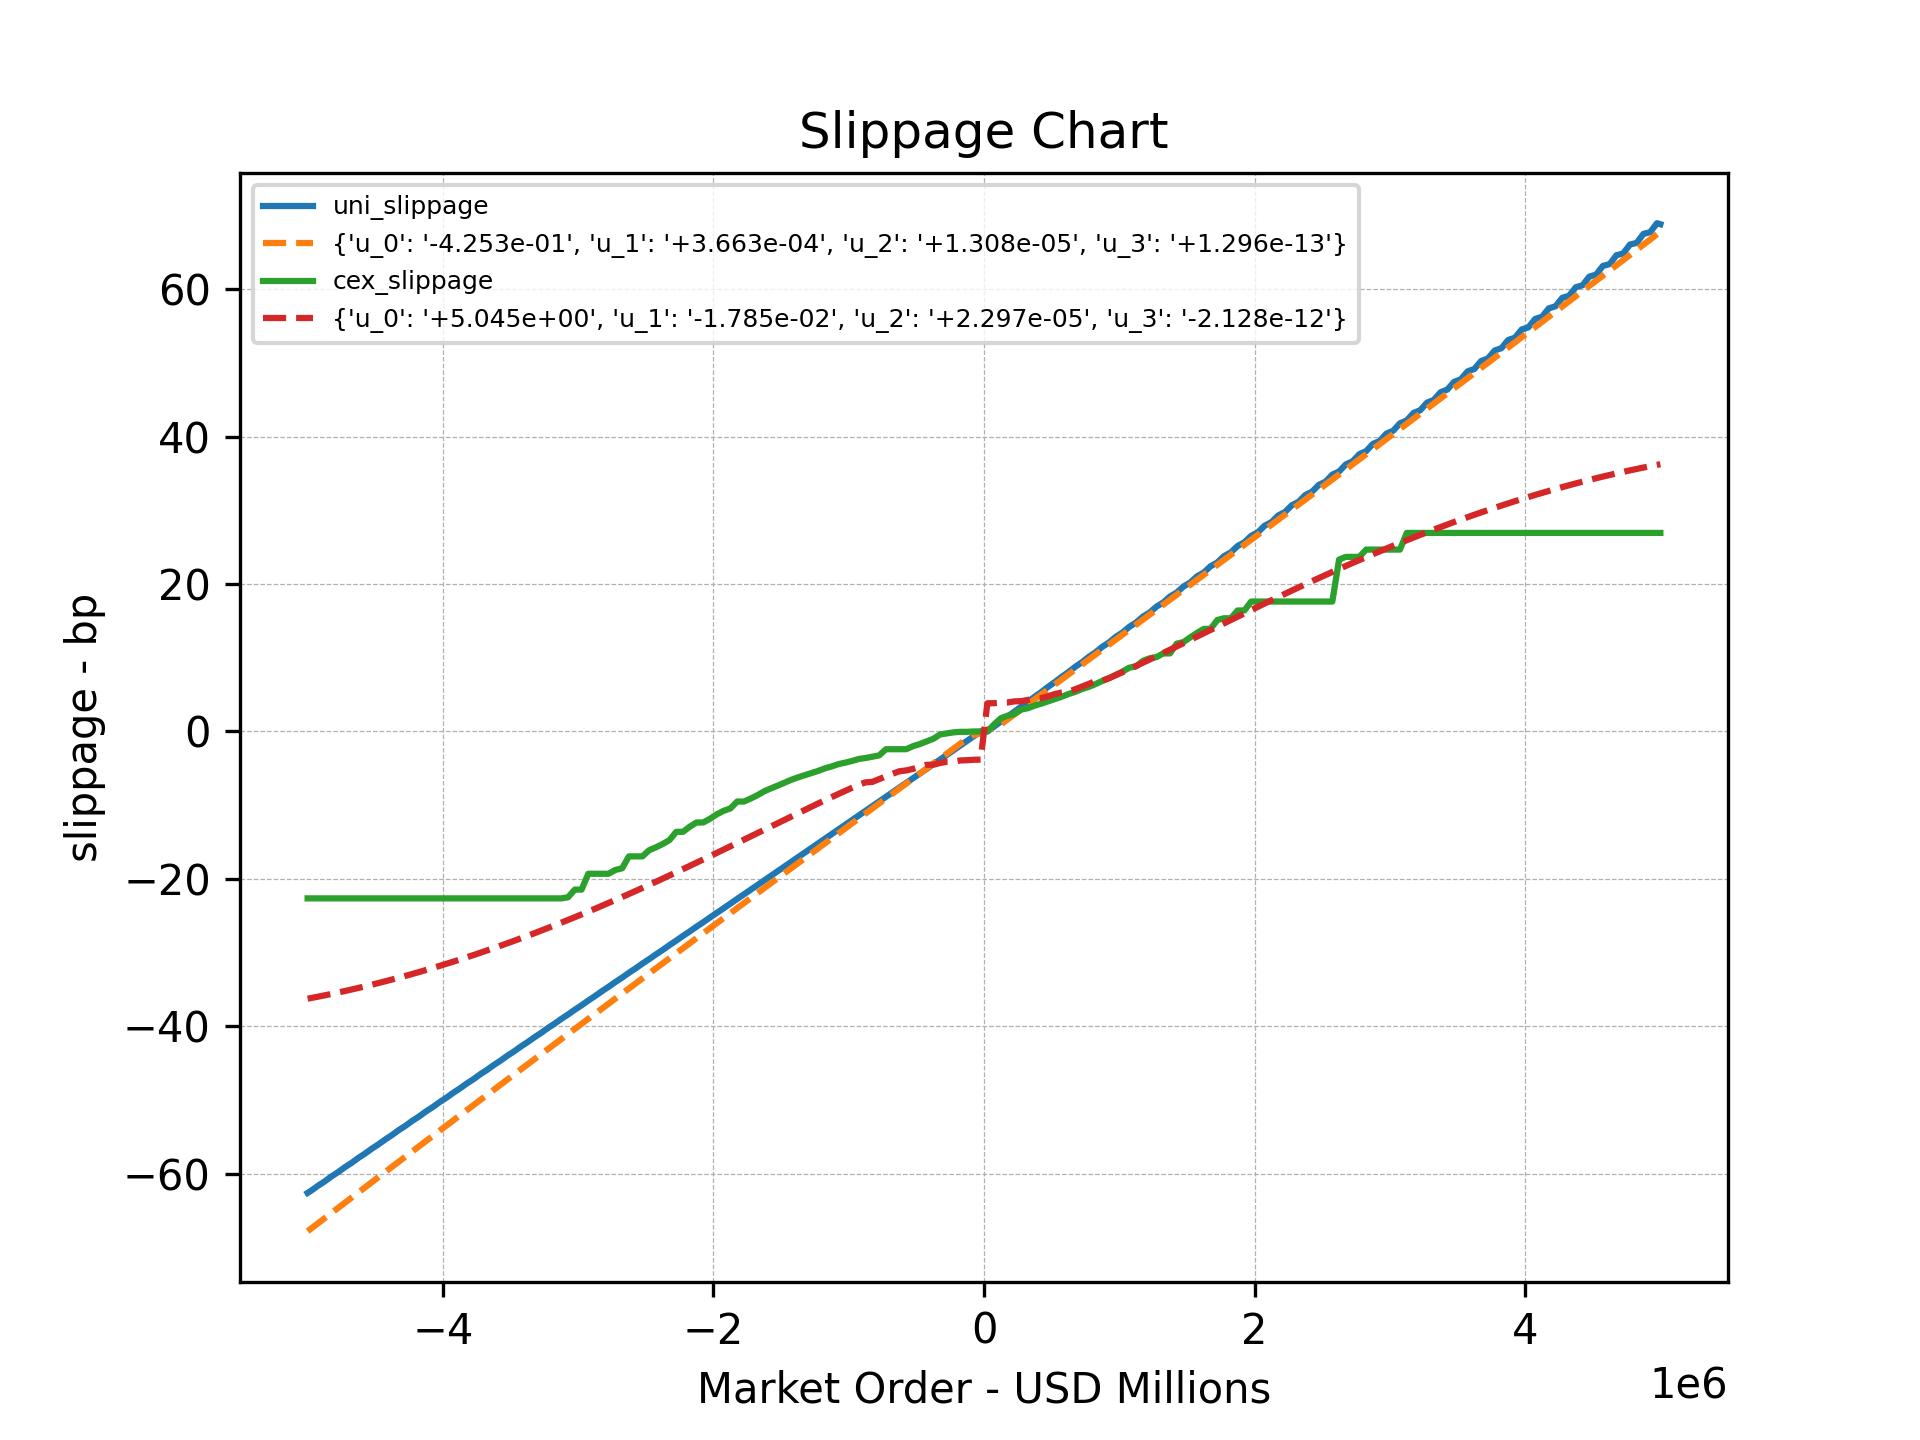 Slippage Chart
uni_slippage
{'u_0': '-4.253e-01', 'u_1': '+3.663e-04', 'u_2': '+1.308e-05', 'u_3': '+1.296e-13'}
cex_slippage
{'u_0': '+5.045e+00', 'u_1': '-1.785e-02', 'u_2': '+2.297e-05', 'u_3': '-2.128e-12'}
60
40
20
0
−20
−40
−60
slippage - bp
−4 −2 0 2 4
1e6
Market Order - USD Millions